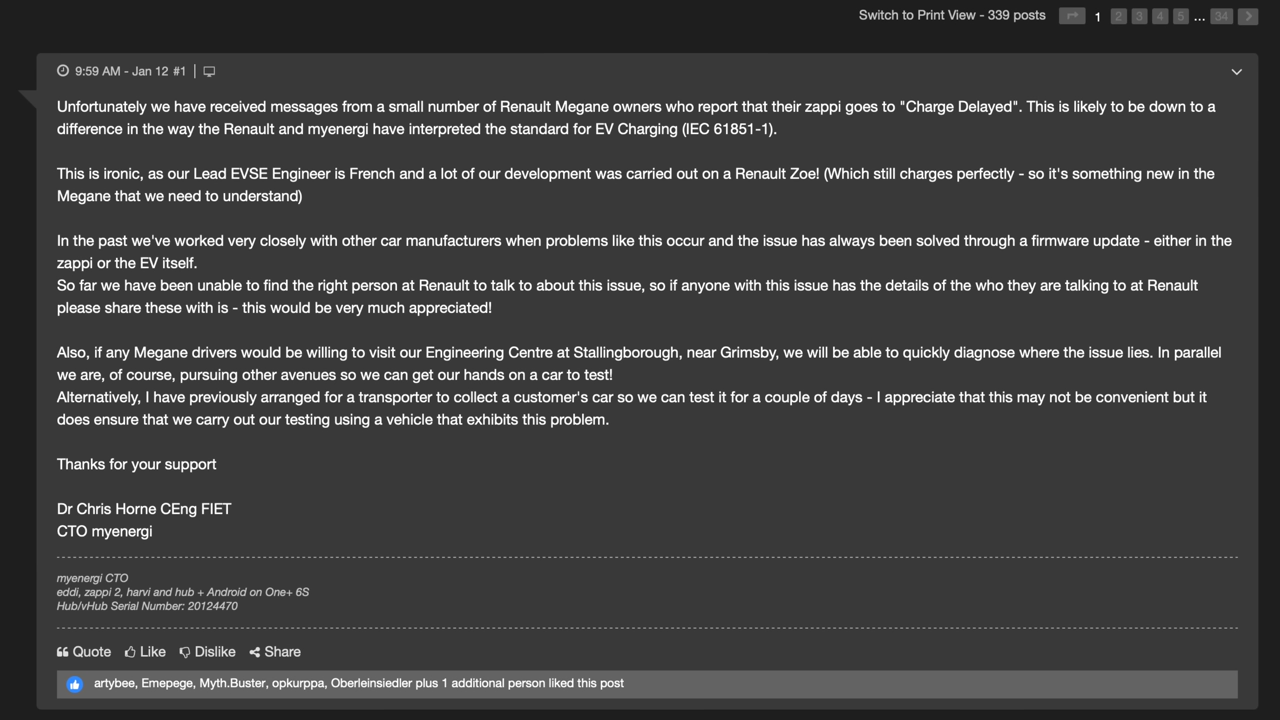 Switch to Print View - 339 posts 1 2 3 4 5 ... 34
9:59 AM - Jan 12 #1
Unfortunately we have received messages from a small number of Renault Megane owners who report that their zappi goes to "Charge Delayed". This is likely to be down to a
difference in the way the Renault and myenergi have interpreted the standard for EV Charging (IEC 61851-1).
This is ironic, as our Lead EVSE Engineer is French and a lot of our development was carried out on a Renault Zoe! (Which still charges perfectly - so it's something new in the
Megane that we need to understand)
In the past we've worked very closely with other car manufacturers when problems like this occur and the issue has always been solved through a firmware update - either in the
zappi or the EV itself.
So far we have been unable to find the right person at Renault to talk to about this issue, so if anyone with this issue has the details of the who they are talking to at Renault
please share these with is - this would be very much appreciated!
Also, if any Megane drivers would be willing to visit our Engineering Centre at Stallingborough, near Grimsby, we will be able to quickly diagnose where the issue lies. In parallel
we are, of course, pursuing other avenues so we can get our hands on a car to test!
Alternatively, I have previously arranged for a transporter to collect a customer's car so we can test it for a couple of days - I appreciate that this may not be convenient but it
does ensure that we carry out our testing using a vehicle that exhibits this problem.
Thanks for your support
Dr Chris Horne CEng FIET
CTO myenergi
myenergi CTO
eddi, zappi 2, harvi and hub + Android on One+ 6S
Hub/vHub Serial Number: 20124470
Quote Like Dislike Share
artybee, Emepege, Myth.Buster, opkurppa, Oberleinsiedler plus 1 additional person liked this post